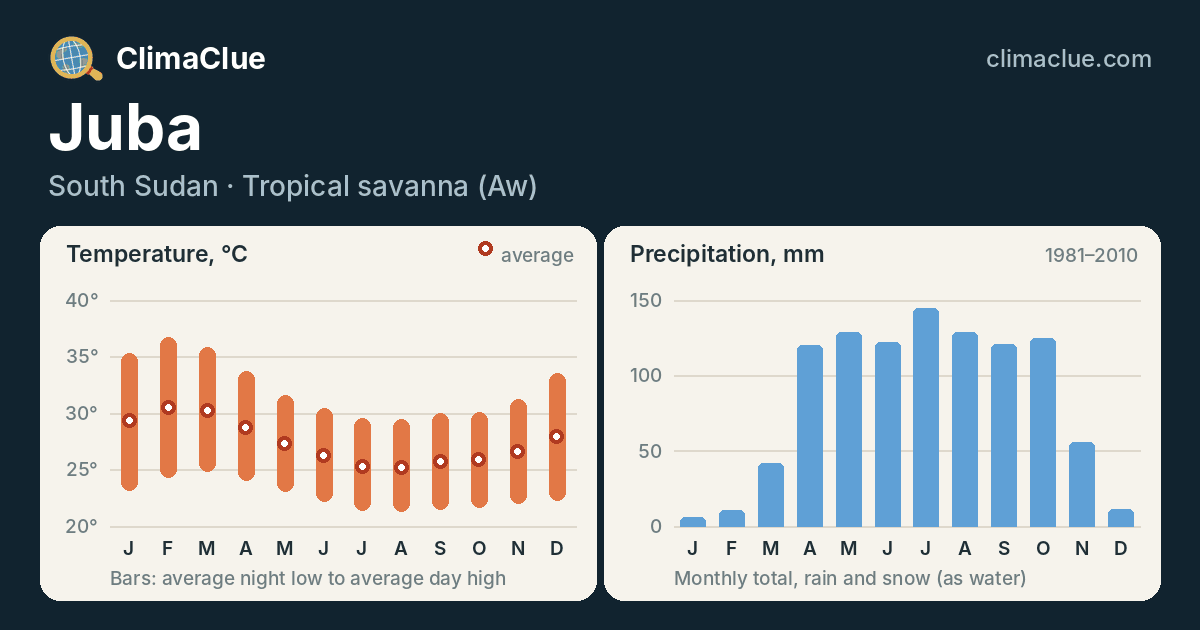 ClimaClue
climaclue.com
Juba
South Sudan · Tropical savanna (Aw)
Temperature, °C
average
40°
35°
30°
25°
20°
J F M A M J J A S O N D
Bars: average night low to average day high
Precipitation, mm
1981–2010
150
100
50
0
J F M A M J J A S O N D
Monthly total, rain and snow (as water)